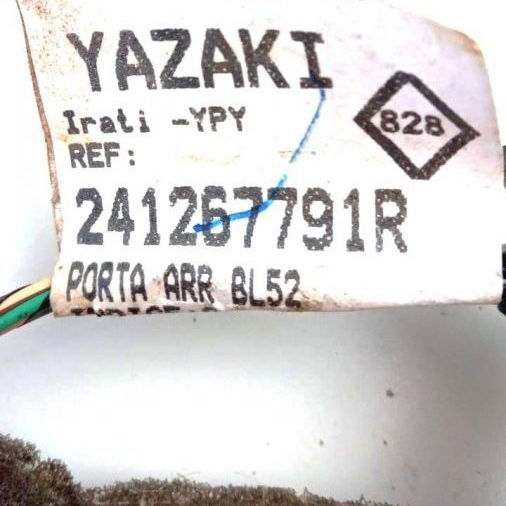 YAZAKI
Irati -YPY
828
REF:
241267791R
PORTA ARR BL52